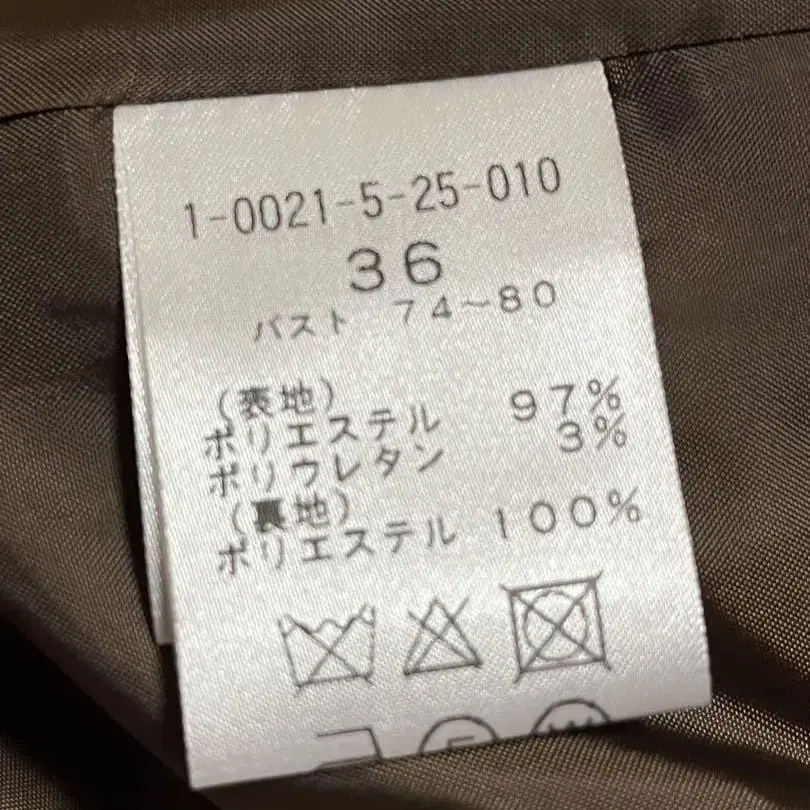 1-0021-5-25-010
36
バスト 74～80
(表地)
ポリエステル 97%
ポリウレタン 3%
(裏地)
ポリエステル 100%